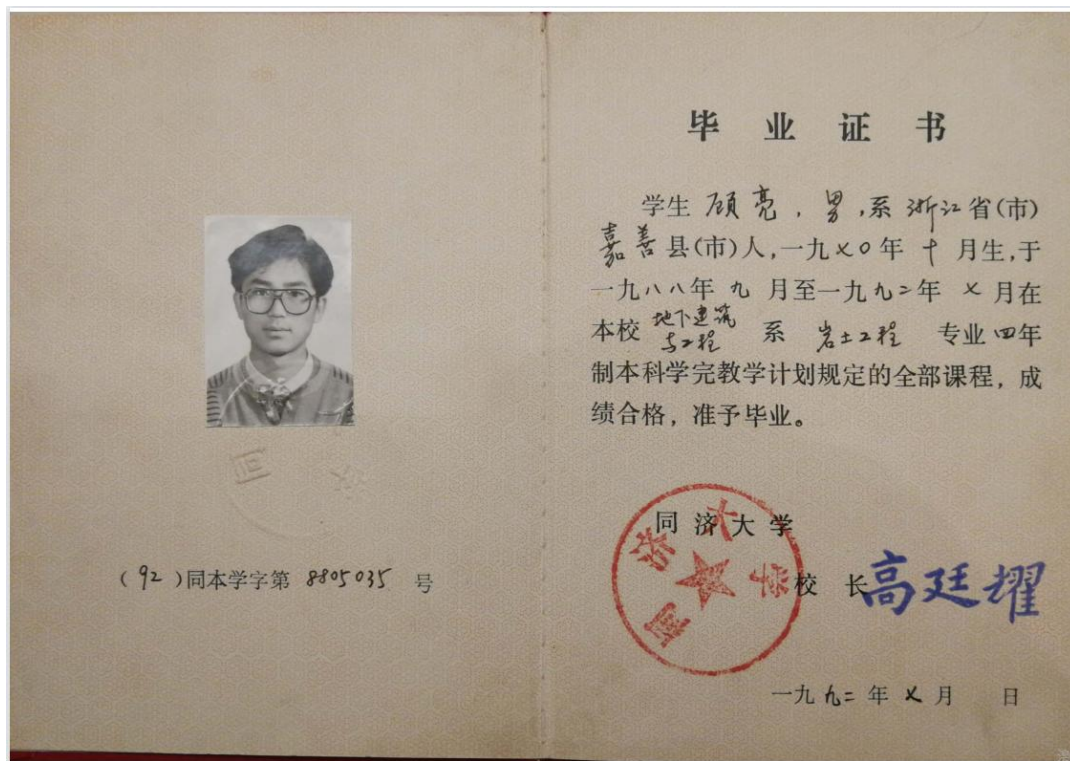 （92）同本学字第 8805035 号
毕业证书
学生 顾亮，男，系 浙江省(市)
嘉善县(市)人，一九七〇年 十 月生，于
一九八八年 九 月至一九九二年 七 月在
本校 地下建筑与工程 系 岩土工程 专业四年
制本科学完教学计划规定的全部课程，成
绩合格，准予毕业。
同济大学
同济大学
校 长 高廷耀
一九九二年 七 月 日